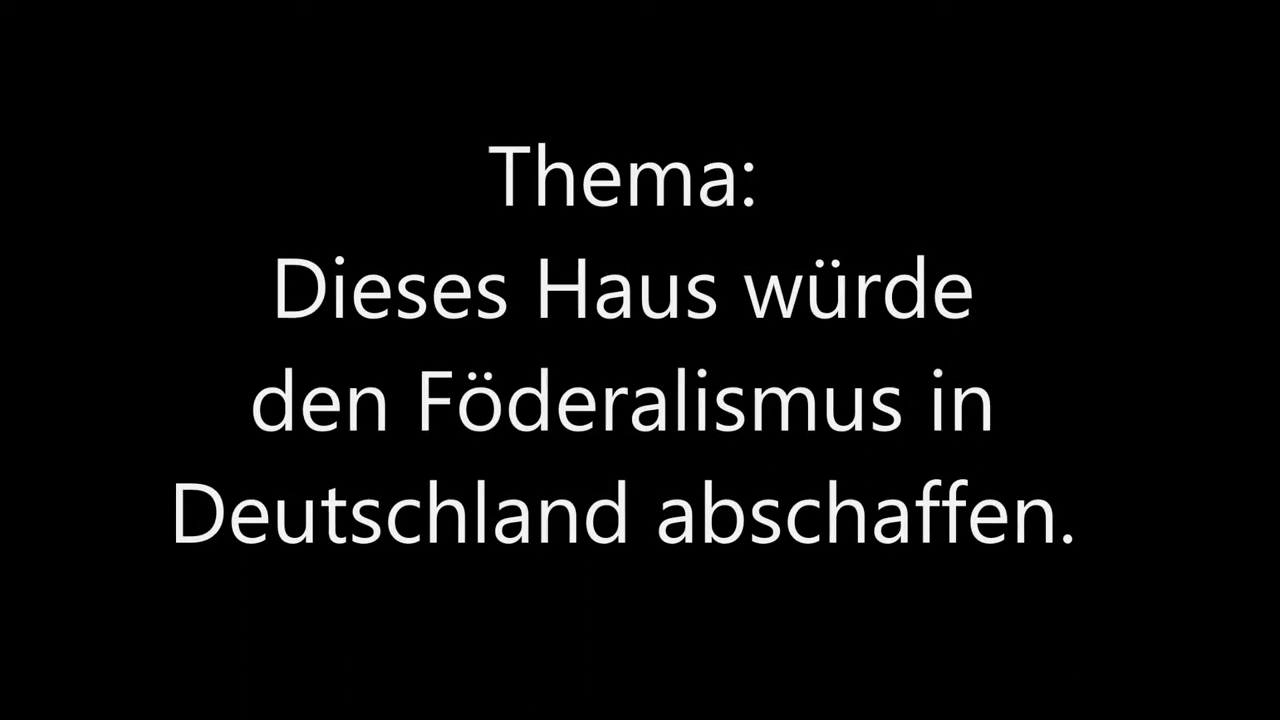 Thema:
Dieses Haus würde
den Föderalismus in
Deutschland abschaffen.